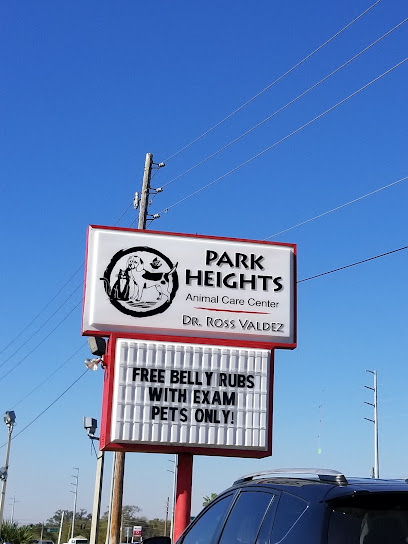 PARK
HEIGHTS
Animal Care Center
DR. ROSS VALDEZ
FREE BELLY RUBS
WITH EXAM
PETS ONLY!